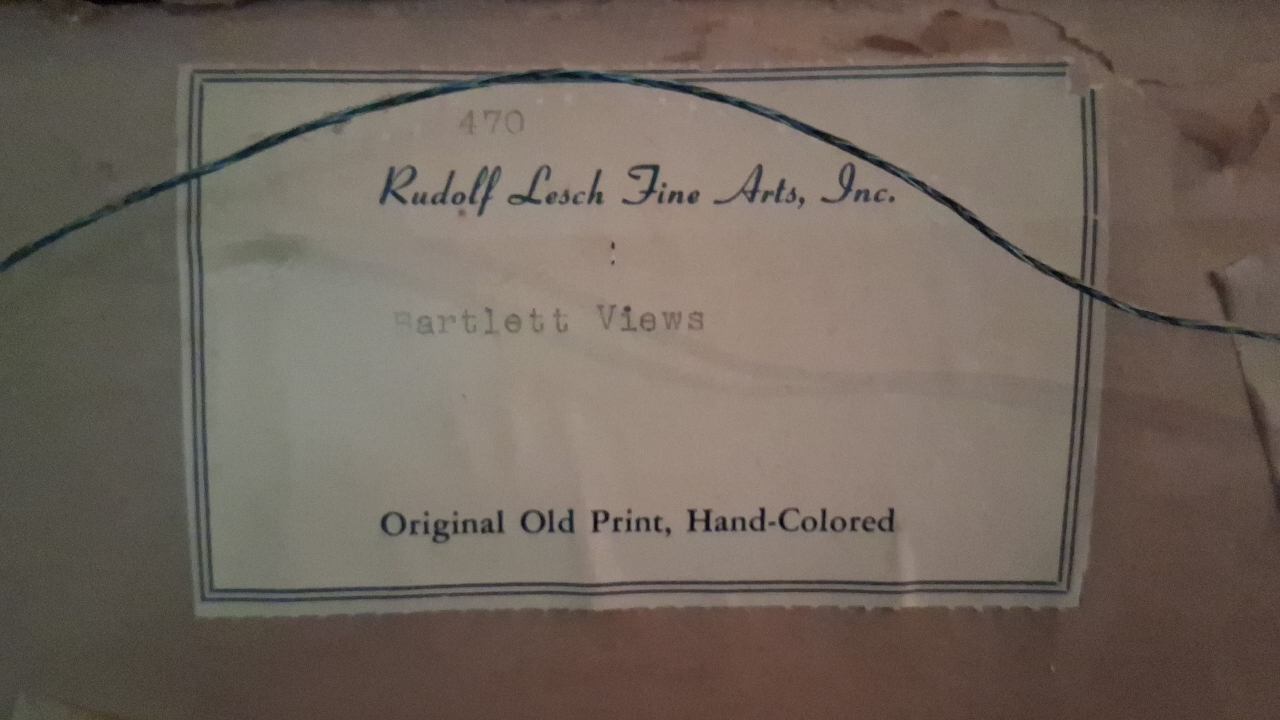 470
Rudolf Lesch Fine Arts, Inc.
:
Bartlett Views
Original Old Print, Hand-Colored